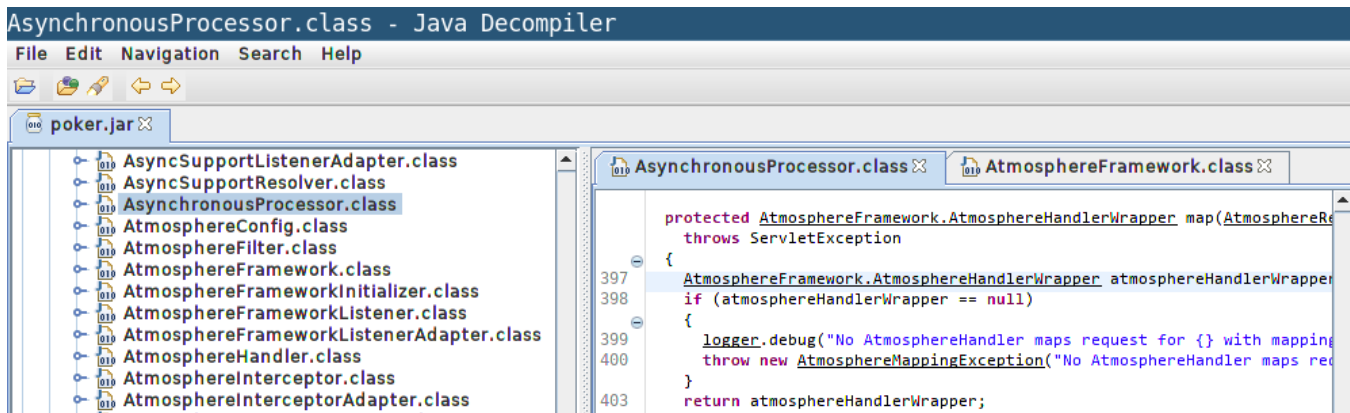 AsynchronousProcessor.class - Java Decompiler
File Edit Navigation Search Help
poker.jar
AsyncSupportListenerAdapter.class
AsyncSupportResolver.class
AsynchronousProcessor.class
AtmosphereConfig.class
AtmosphereFilter.class
AtmosphereFramework.class
AtmosphereFrameworkInitializer.class
AtmosphereFrameworkListener.class
AtmosphereFrameworkListenerAdapter.class
AtmosphereHandler.class
AtmosphereInterceptor.class
AtmosphereInterceptorAdapter.class
AsynchronousProcessor.class AtmosphereFramework.class
protected AtmosphereFramework.AtmosphereHandlerWrapper map(AtmosphereRe
throws ServletException
{
397 AtmosphereFramework.AtmosphereHandlerWrapper atmosphereHandlerWrapper
398 if (atmosphereHandlerWrapper == null)
{
399 logger.debug("No AtmosphereHandler maps request for {} with mapping
400 throw new AtmosphereMappingException("No AtmosphereHandler maps req
}
403 return atmosphereHandlerWrapper;